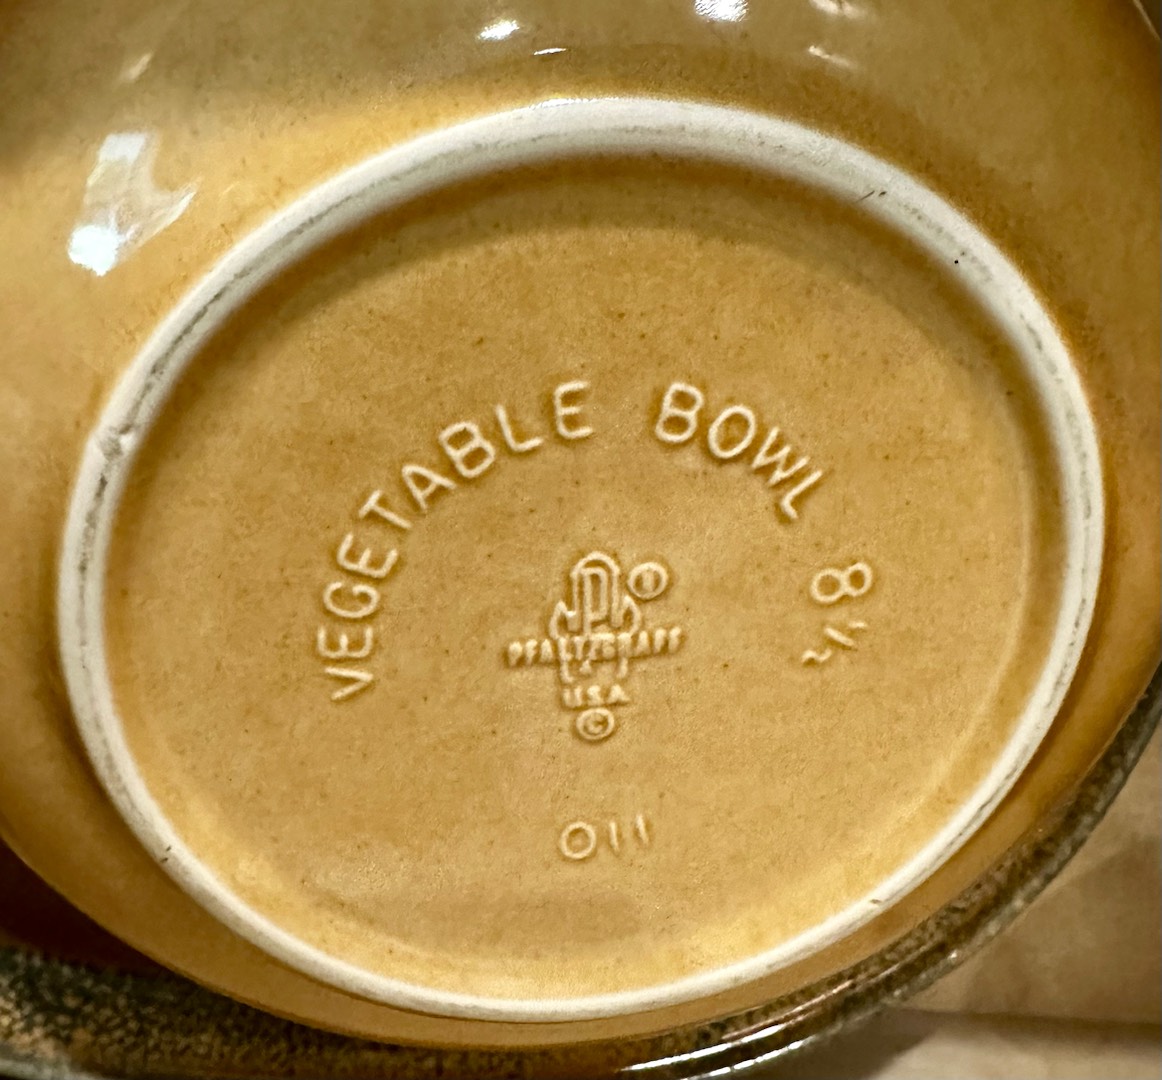 VEGETABLE BOWL 8½
P
PFALTZGRAFF
USA
©
011